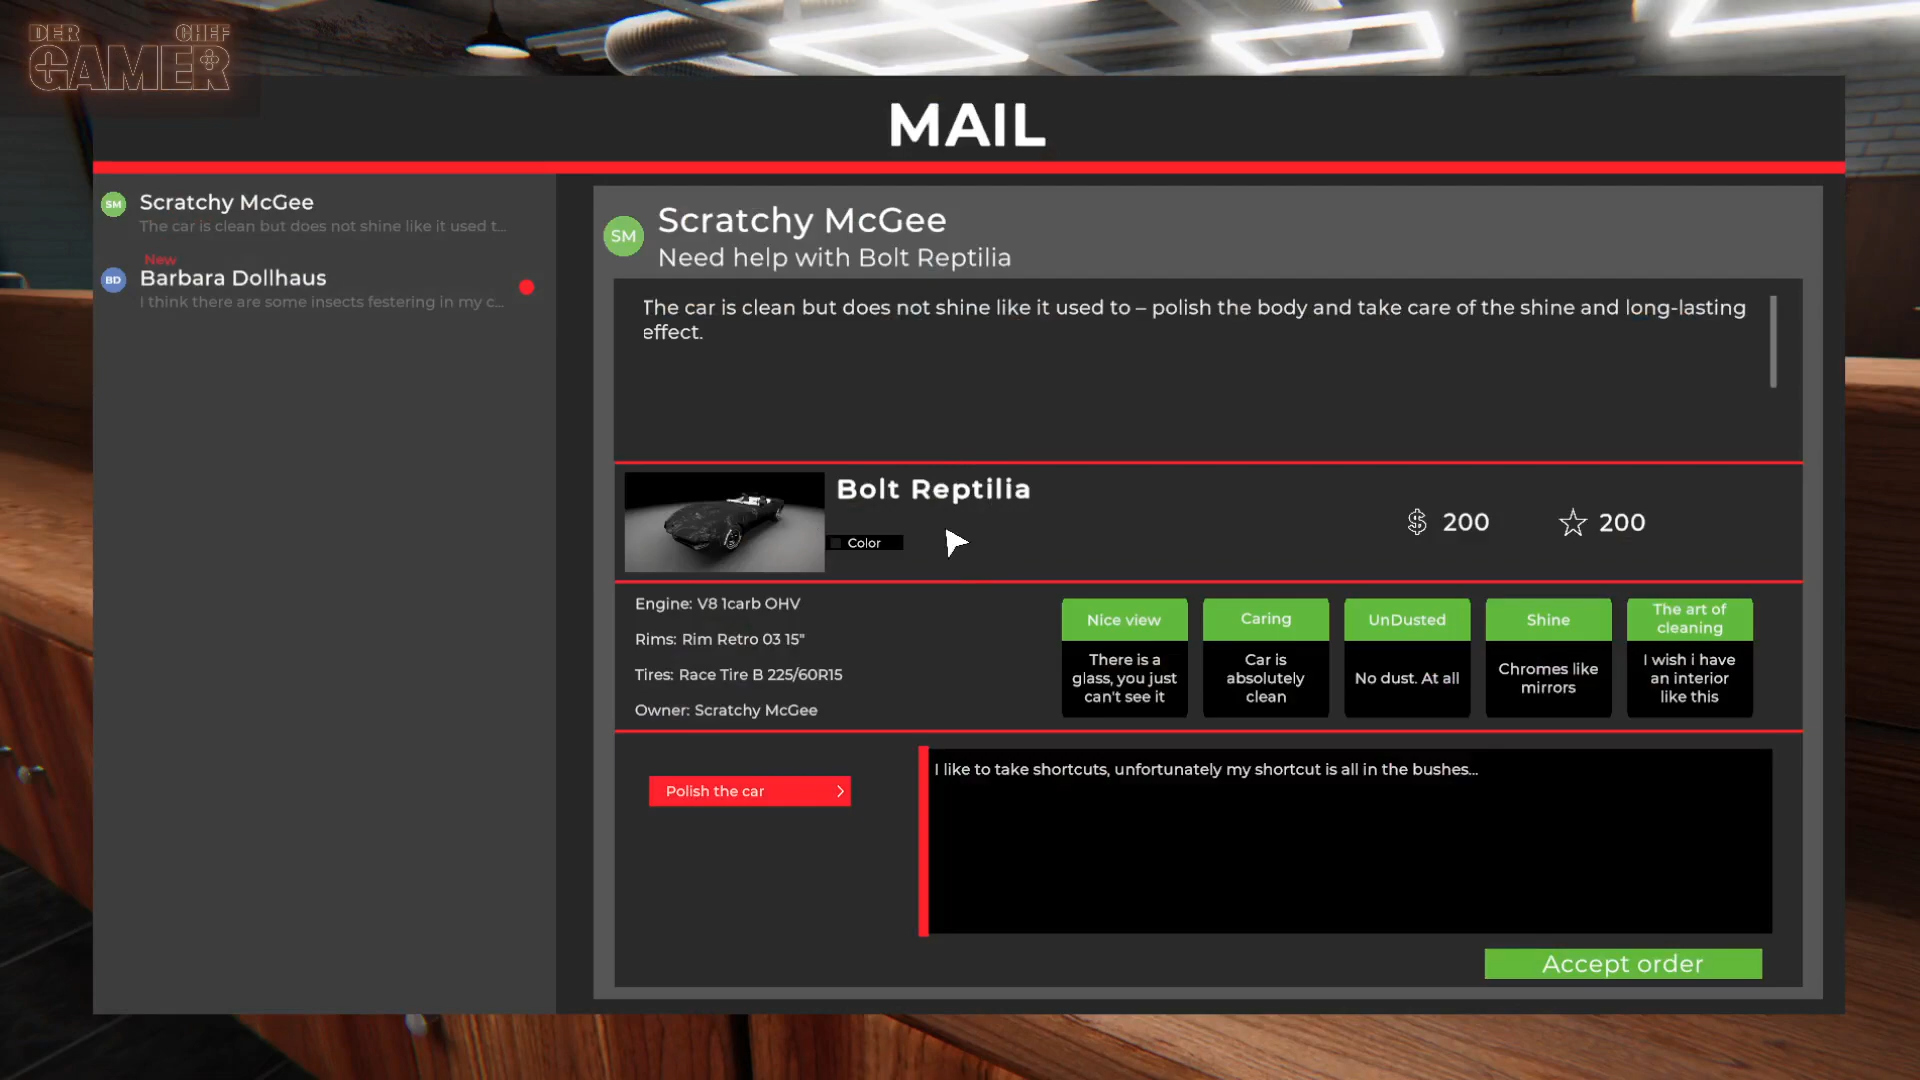 DER CHEF
GAMER
MAIL
SM
Scratchy McGee
The car is clean but does not shine like it used t...
New
BD
Barbara Dollhaus
I think there are some insects festering in my c...
SM
Scratchy McGee
Need help with Bolt Reptilia
The car is clean but does not shine like it used to – polish the body and take care of the shine and long-lasting
effect.
Bolt Reptilia
Color
$ 200
200
Engine: V8 1carb OHV
Rims: Rim Retro 03 15"
Tires: Race Tire B 225/60R15
Owner: Scratchy McGee
Nice view
There is a
glass, you just
can't see it
Caring
Car is
absolutely
clean
UnDusted
No dust. At all
Shine
Chromes like
mirrors
The art of
cleaning
I wish i have
an interior
like this
Polish the car
I like to take shortcuts, unfortunately my shortcut is all in the bushes...
Accept order